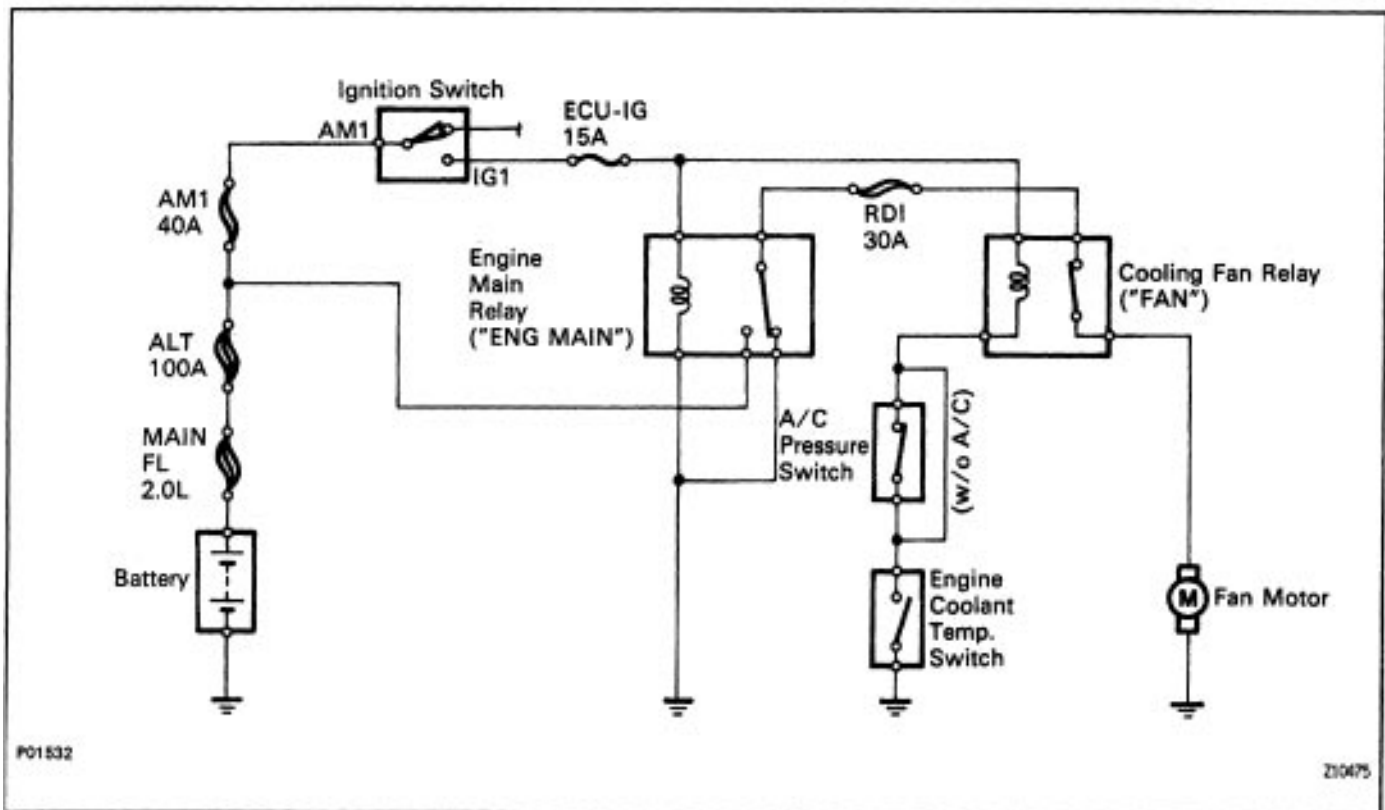 Ignition Switch
AM1
IG1
ECU-IG
15A
AM1
40A
RDI
30A
Engine
Main
Relay
("ENG MAIN")
Cooling Fan Relay
("FAN")
ALT
100A
MAIN
FL
2.0L
A/C
Pressure
Switch
(w/o A/C)
Battery
Engine
Coolant
Temp.
Switch
M
Fan Motor
P01532
Z10475